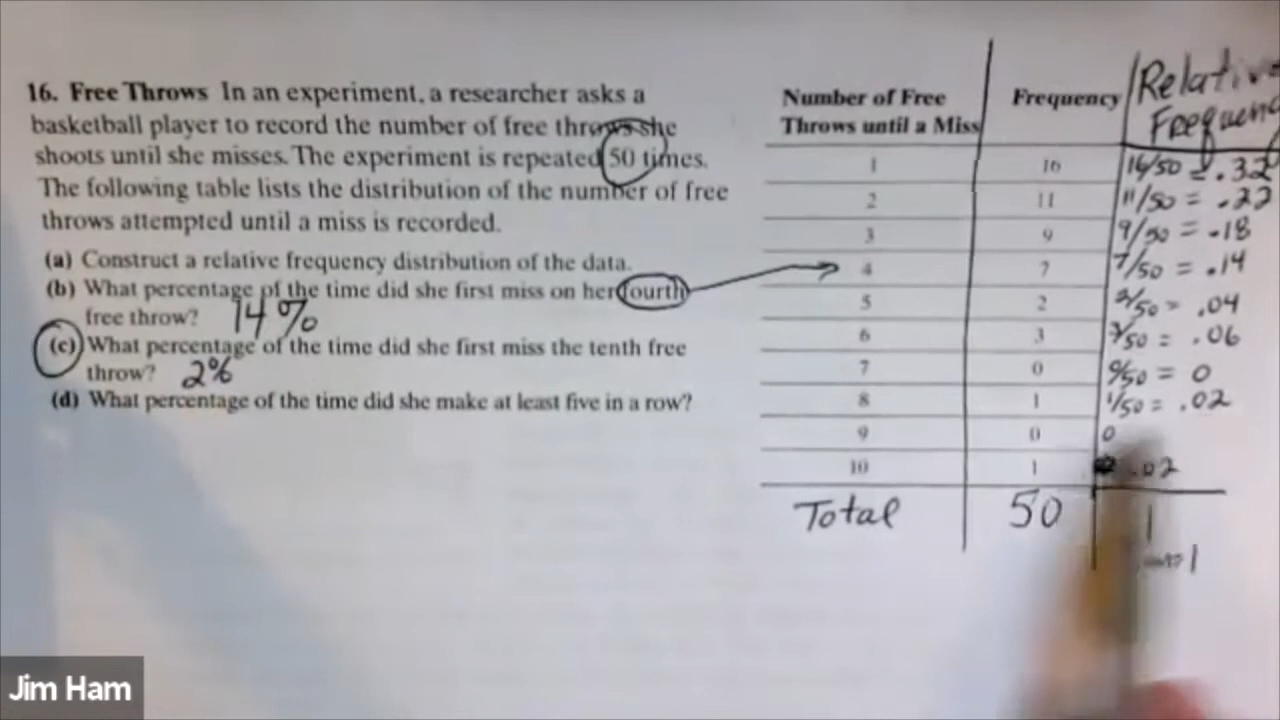 16. Free Throws In an experiment, a researcher asks a
basketball player to record the number of free throws she
shoots until she misses. The experiment is repeated 50 times.
The following table lists the distribution of the number of free
throws attempted until a miss is recorded.
(a) Construct a relative frequency distribution of the data.
(b) What percentage of the time did she first miss on her fourth
free throw? 14%
(c) What percentage of the time did she first miss the tenth free
throw? 2%
(d) What percentage of the time did she make at least five in a row?
Number of Free Throws until a Miss Frequency Relative Frequency
1 16 16/50 = .32
2 11 11/50 = .22
3 9 9/50 = .18
4 7 7/50 = .14
5 2 2/50 = .04
6 3 3/50 = .06
7 0 0/50 = 0
8 1 1/50 = .02
9 0 0
10 1 .02
Total 50 1
Jim Ham